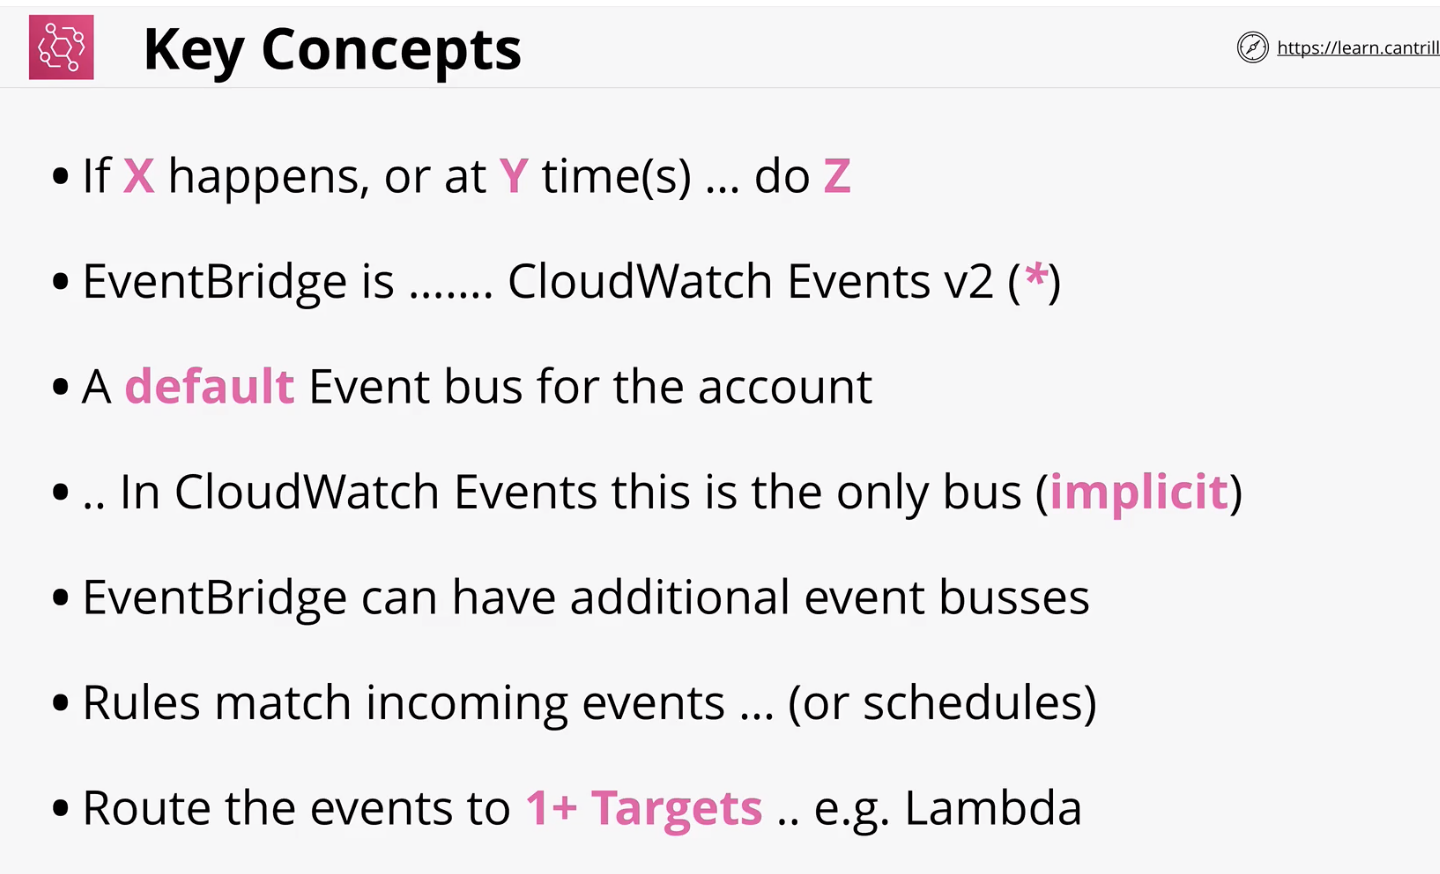 Key Concepts
https://learn.cantrill
• If X happens, or at Y time(s) ... do Z
• EventBridge is ....... CloudWatch Events v2 (*)
• A default Event bus for the account
• .. In CloudWatch Events this is the only bus (implicit)
• EventBridge can have additional event busses
• Rules match incoming events ... (or schedules)
• Route the events to 1+ Targets .. e.g. Lambda